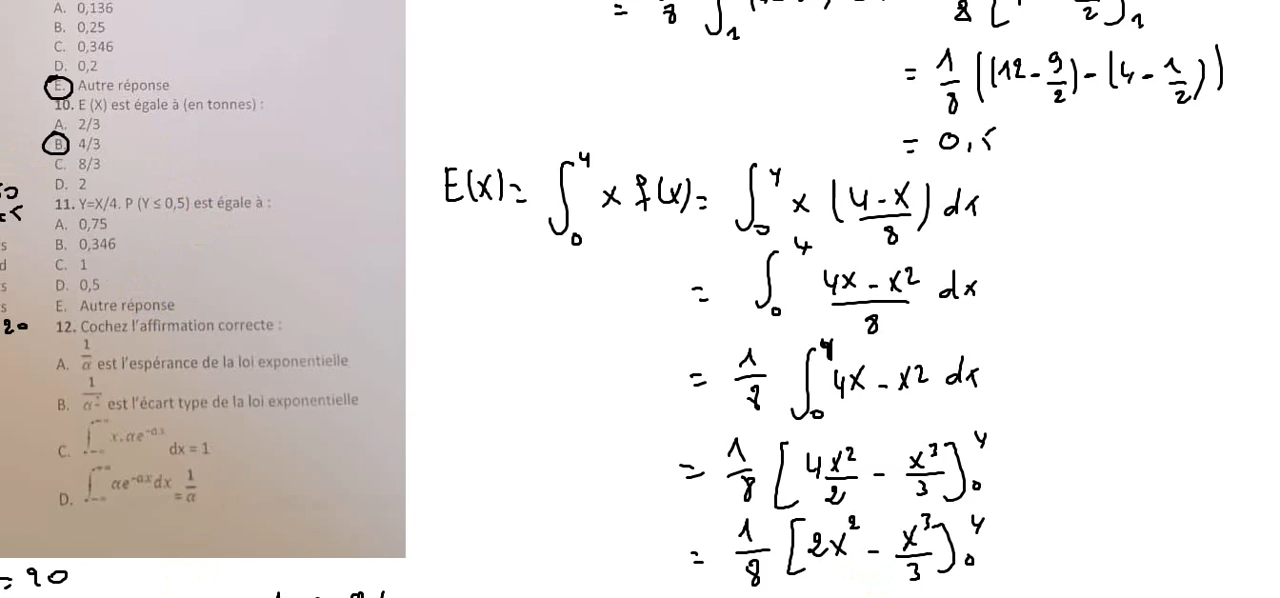 A. 0,136
B. 0,25
C. 0,346
D. 0,2
E. Autre réponse
10. E (X) est égale à (en tonnes) :
A. 2/3
B. 4/3
C. 8/3
D. 2
11. Y=X/4. P (Y ≤ 0,5) est égale à :
A. 0,75
B. 0,346
C. 1
D. 0,5
E. Autre réponse
12. Cochez l'affirmation correcte :
A. 1/α est l'espérance de la loi exponentielle
B. 1/α² est l'écart type de la loi exponentielle
C. ∫ x.αe^-αx dx = 1
D. ∫ αe^-αx dx = 1/α
s
d
s
s
20
= 90
= 1/8 ((12 - 9/2) - (4 - 1/2))
= 0,5
E(X) = ∫₀⁴ x f(x) = ∫₀⁴ x (4-x/8) dx
= ∫₀⁴ 4x - x²/8 dx
= 1/8 ∫₀⁴ 4x - x2 dx
= 1/8 [4x²/2 - x³/3]₀⁴
= 1/8 [2x² - x³/3]₀⁴